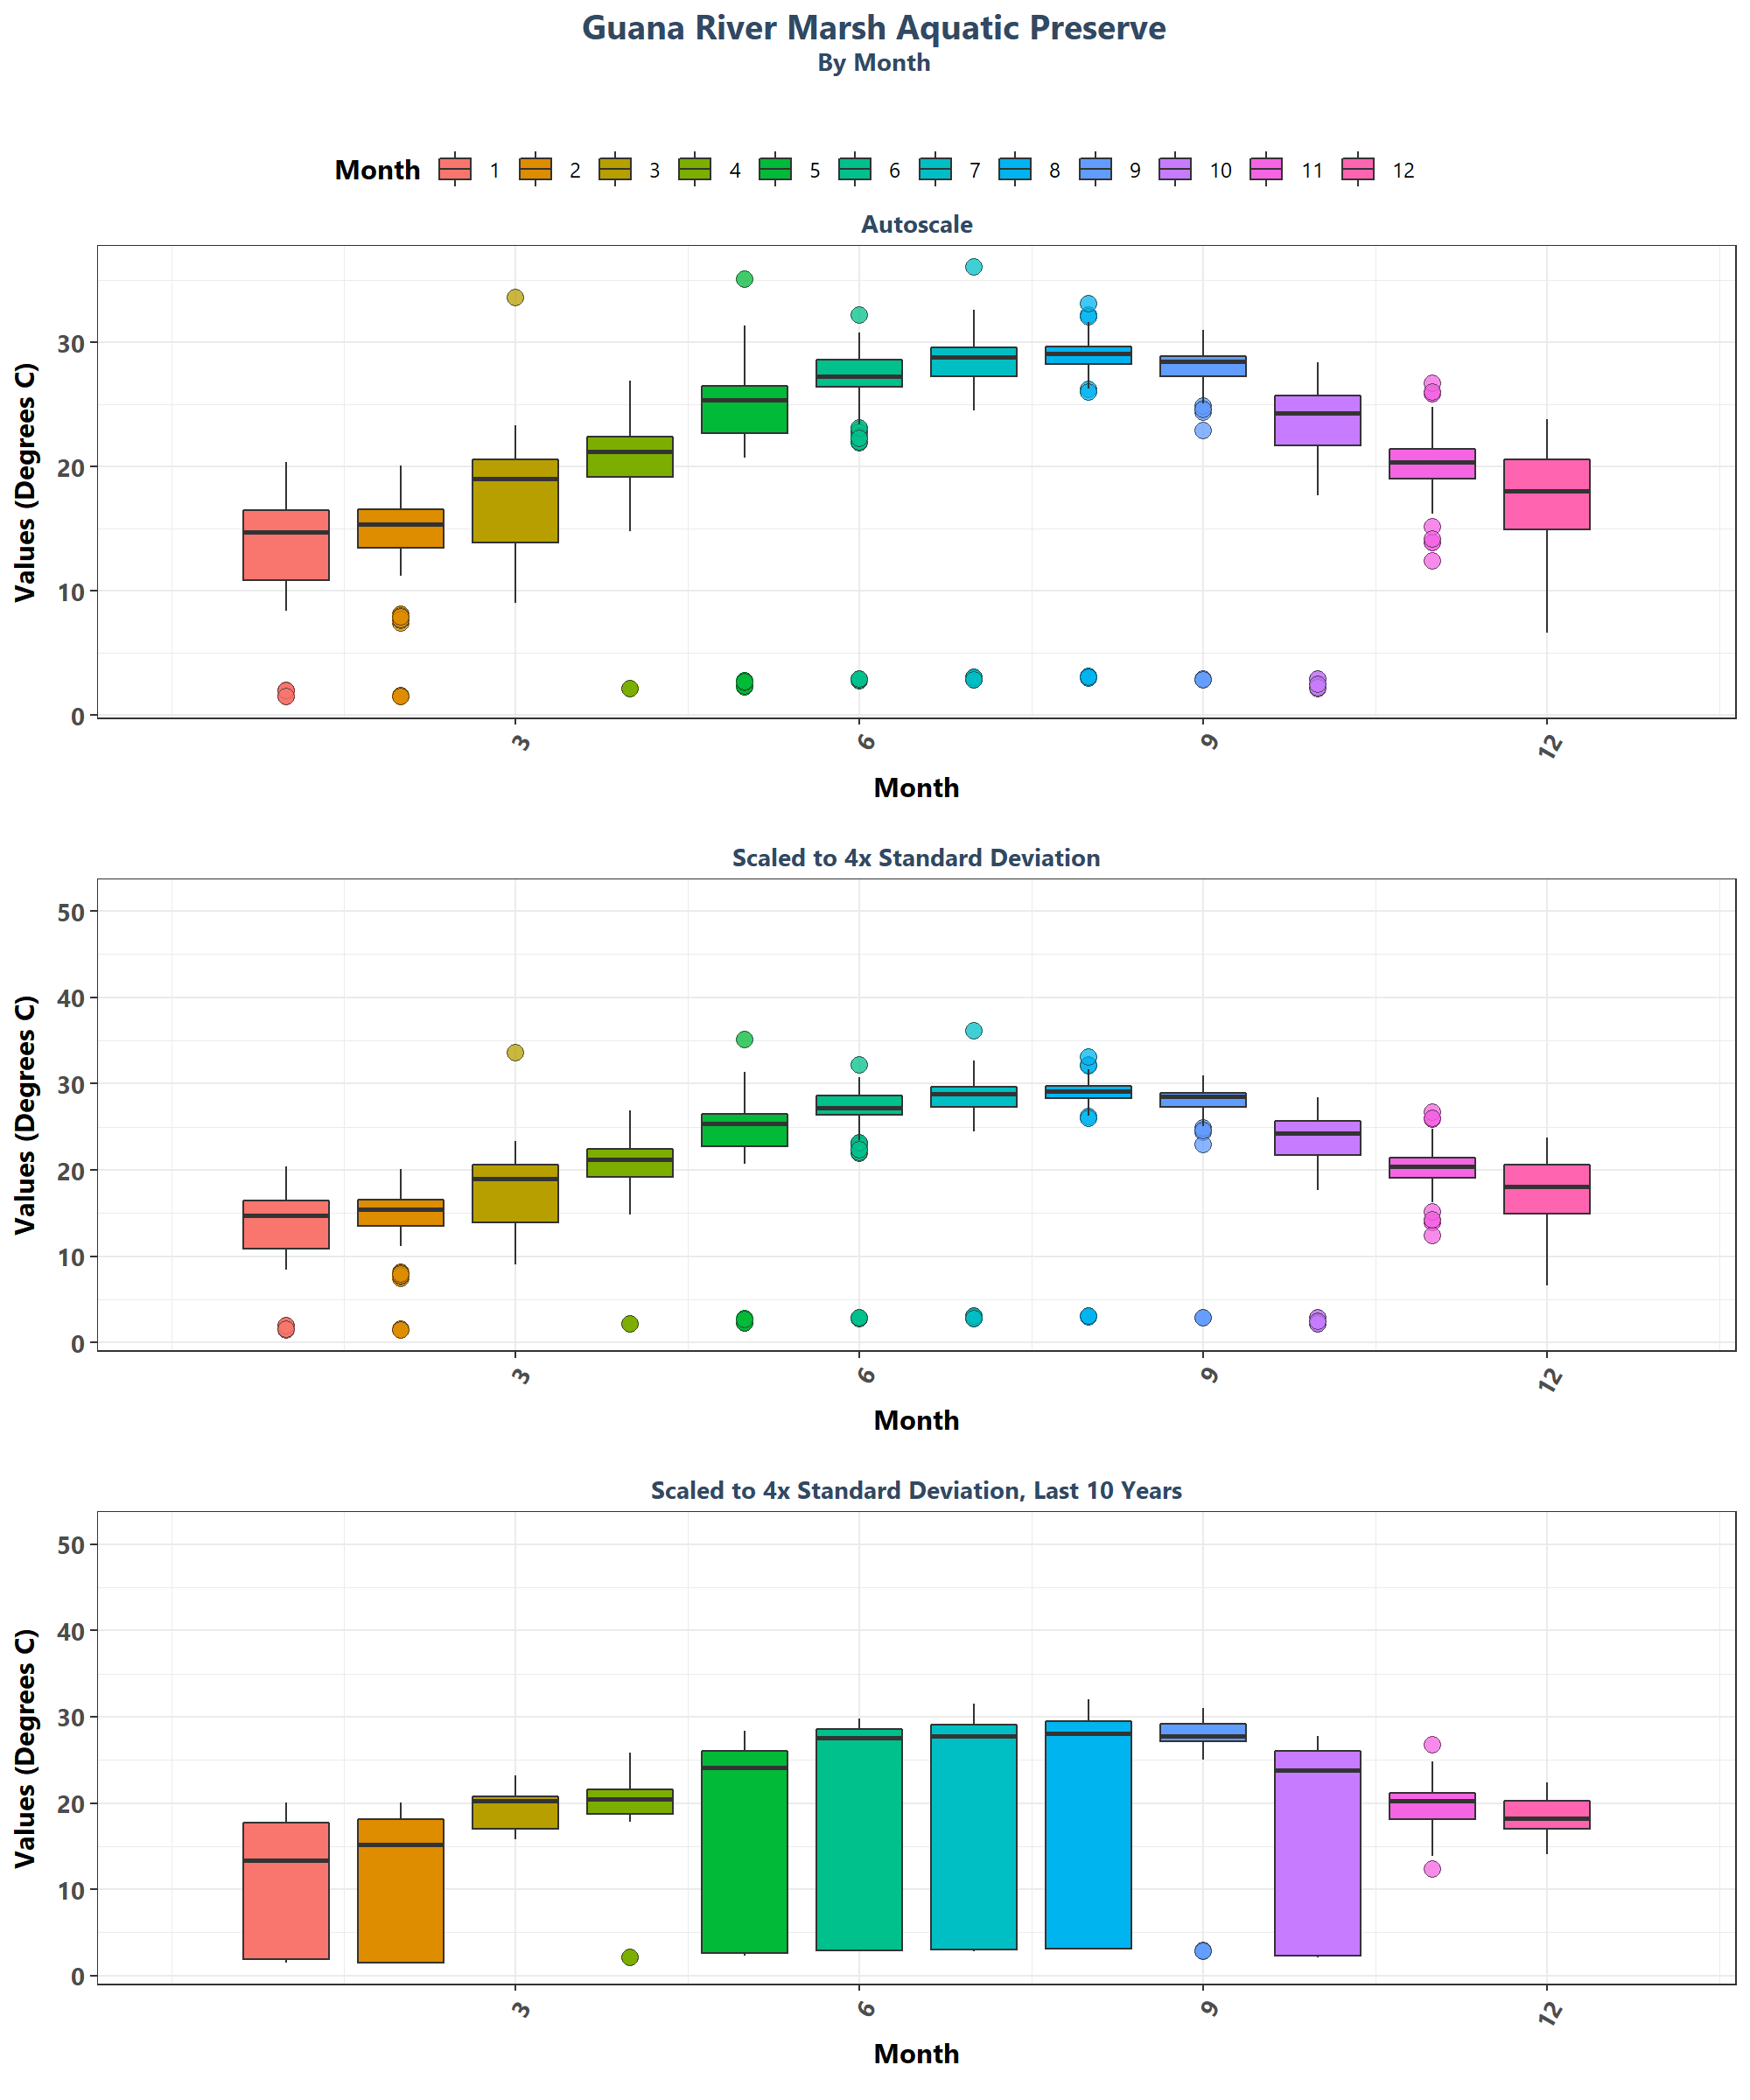 Guana River Marsh Aquatic Preserve
By Month
Month 1 2 3 4 5 6 7 8 9 10 11 12
Autoscale
Values (Degrees C)
30
20
10
0
3 6 9 12
Month
Scaled to 4x Standard Deviation
Values (Degrees C)
50
40
30
20
10
0
3 6 9 12
Month
Scaled to 4x Standard Deviation, Last 10 Years
Values (Degrees C)
50
40
30
20
10
0
3 6 9 12
Month